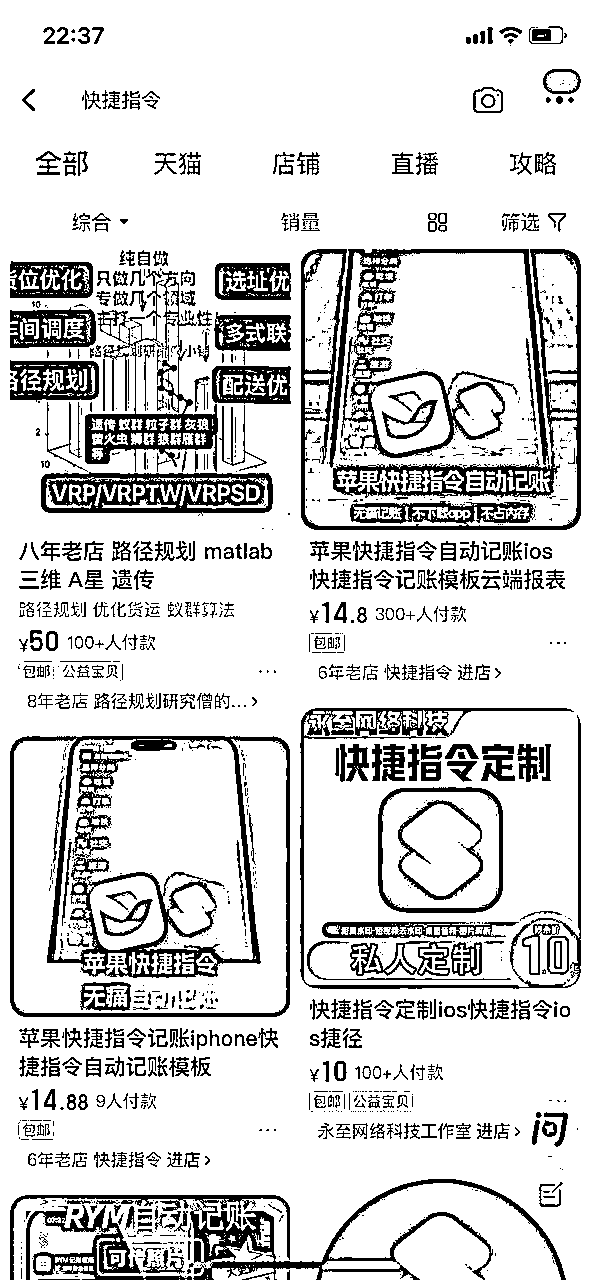 22:37
快捷指令
全部
天猫
店铺
直播
攻略
综合
销量
筛选
纯自做
只做几个方向
专做几个领域
位优化
选址优
间调度
多式联
径规划
配送优
遗传 蚁群 粒子群 灰狼
萤火虫 狮群 狼群雁群
等
VRP/VRPTW/VRPSD
八年老店 路径规划 matlab
三维 A星 遗传
路径规划 优化货运 蚁群算法
¥50 100+人付款
包邮 公益宝贝
8年老店 路径规划研究僧的... 
苹果快捷指令自动记账
无痛记账 | 不下载app | 不占内存
苹果快捷指令自动记账ios
快捷指令记账模板云端报表
¥14.8 300+人付款
包邮
6年老店 快捷指令 进店
苹果快捷指令
无痛自动记账
苹果快捷指令记账iphone快
捷指令自动记账模板
¥14.88 9人付款
包邮
6年老店 快捷指令 进店
永至网络科技
快捷指令定制
私人定制
10
快捷指令定制ios快捷指令io
s捷径
¥10 100+人付款
包邮 公益宝贝
永至网络科技工作室 进店
问
RYM自动记账